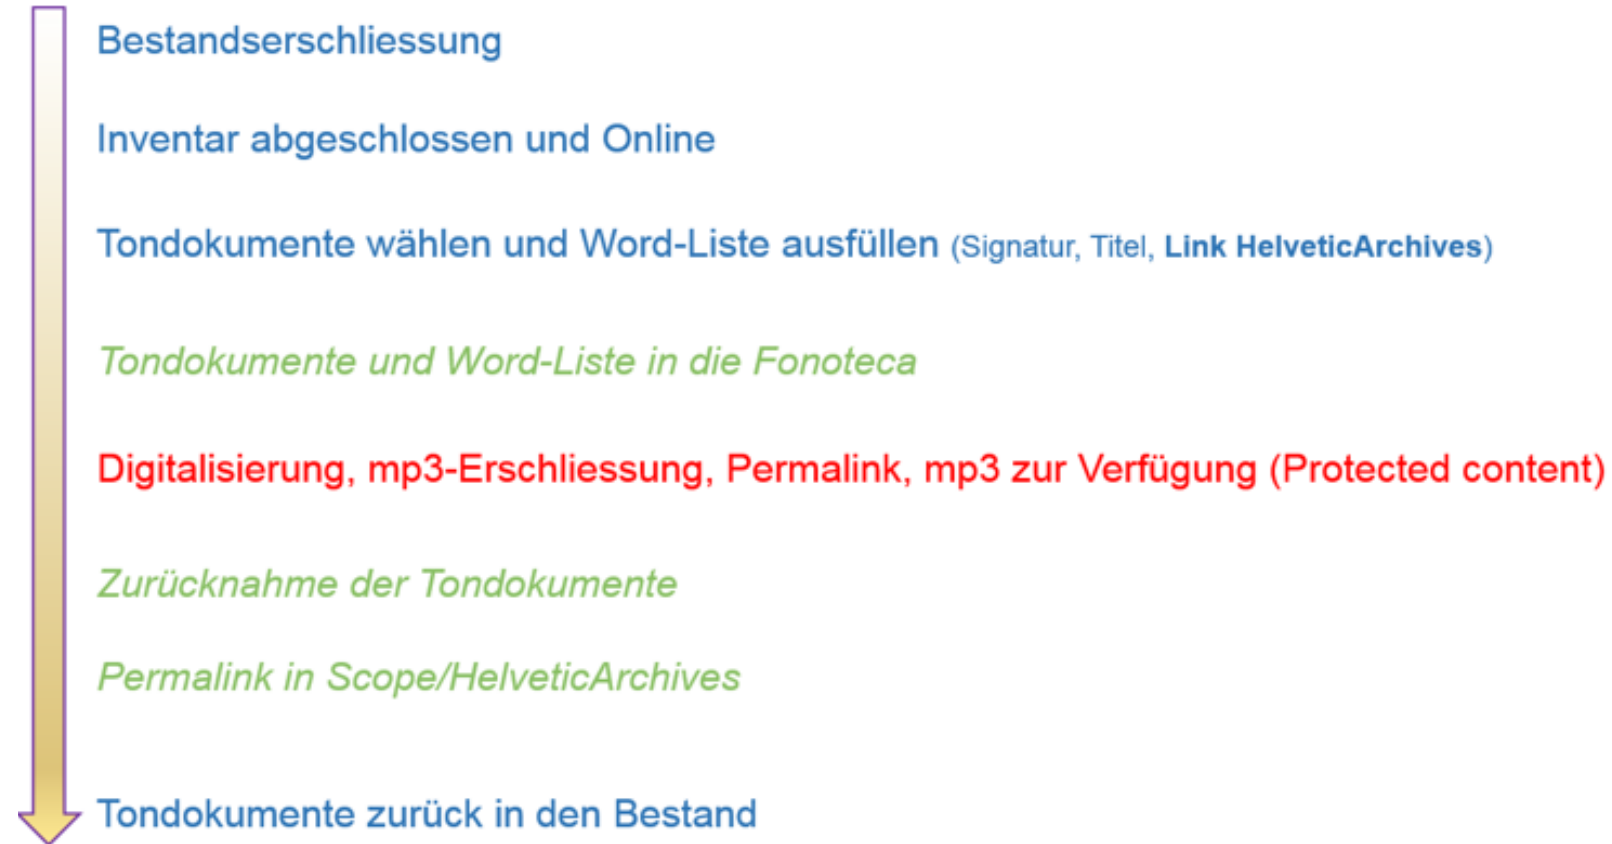 Bestandserschliessung
Inventar abgeschlossen und Online
Tondokumente wählen und Word-Liste ausfüllen (Signatur, Titel, Link HelveticArchives)
Tondokumente und Word-Liste in die Fonoteca
Digitalisierung, mp3-Erschliessung, Permalink, mp3 zur Verfügung (Protected content)
Zurücknahme der Tondokumente
Permalink in Scope/HelveticArchives
Tondokumente zurück in den Bestand